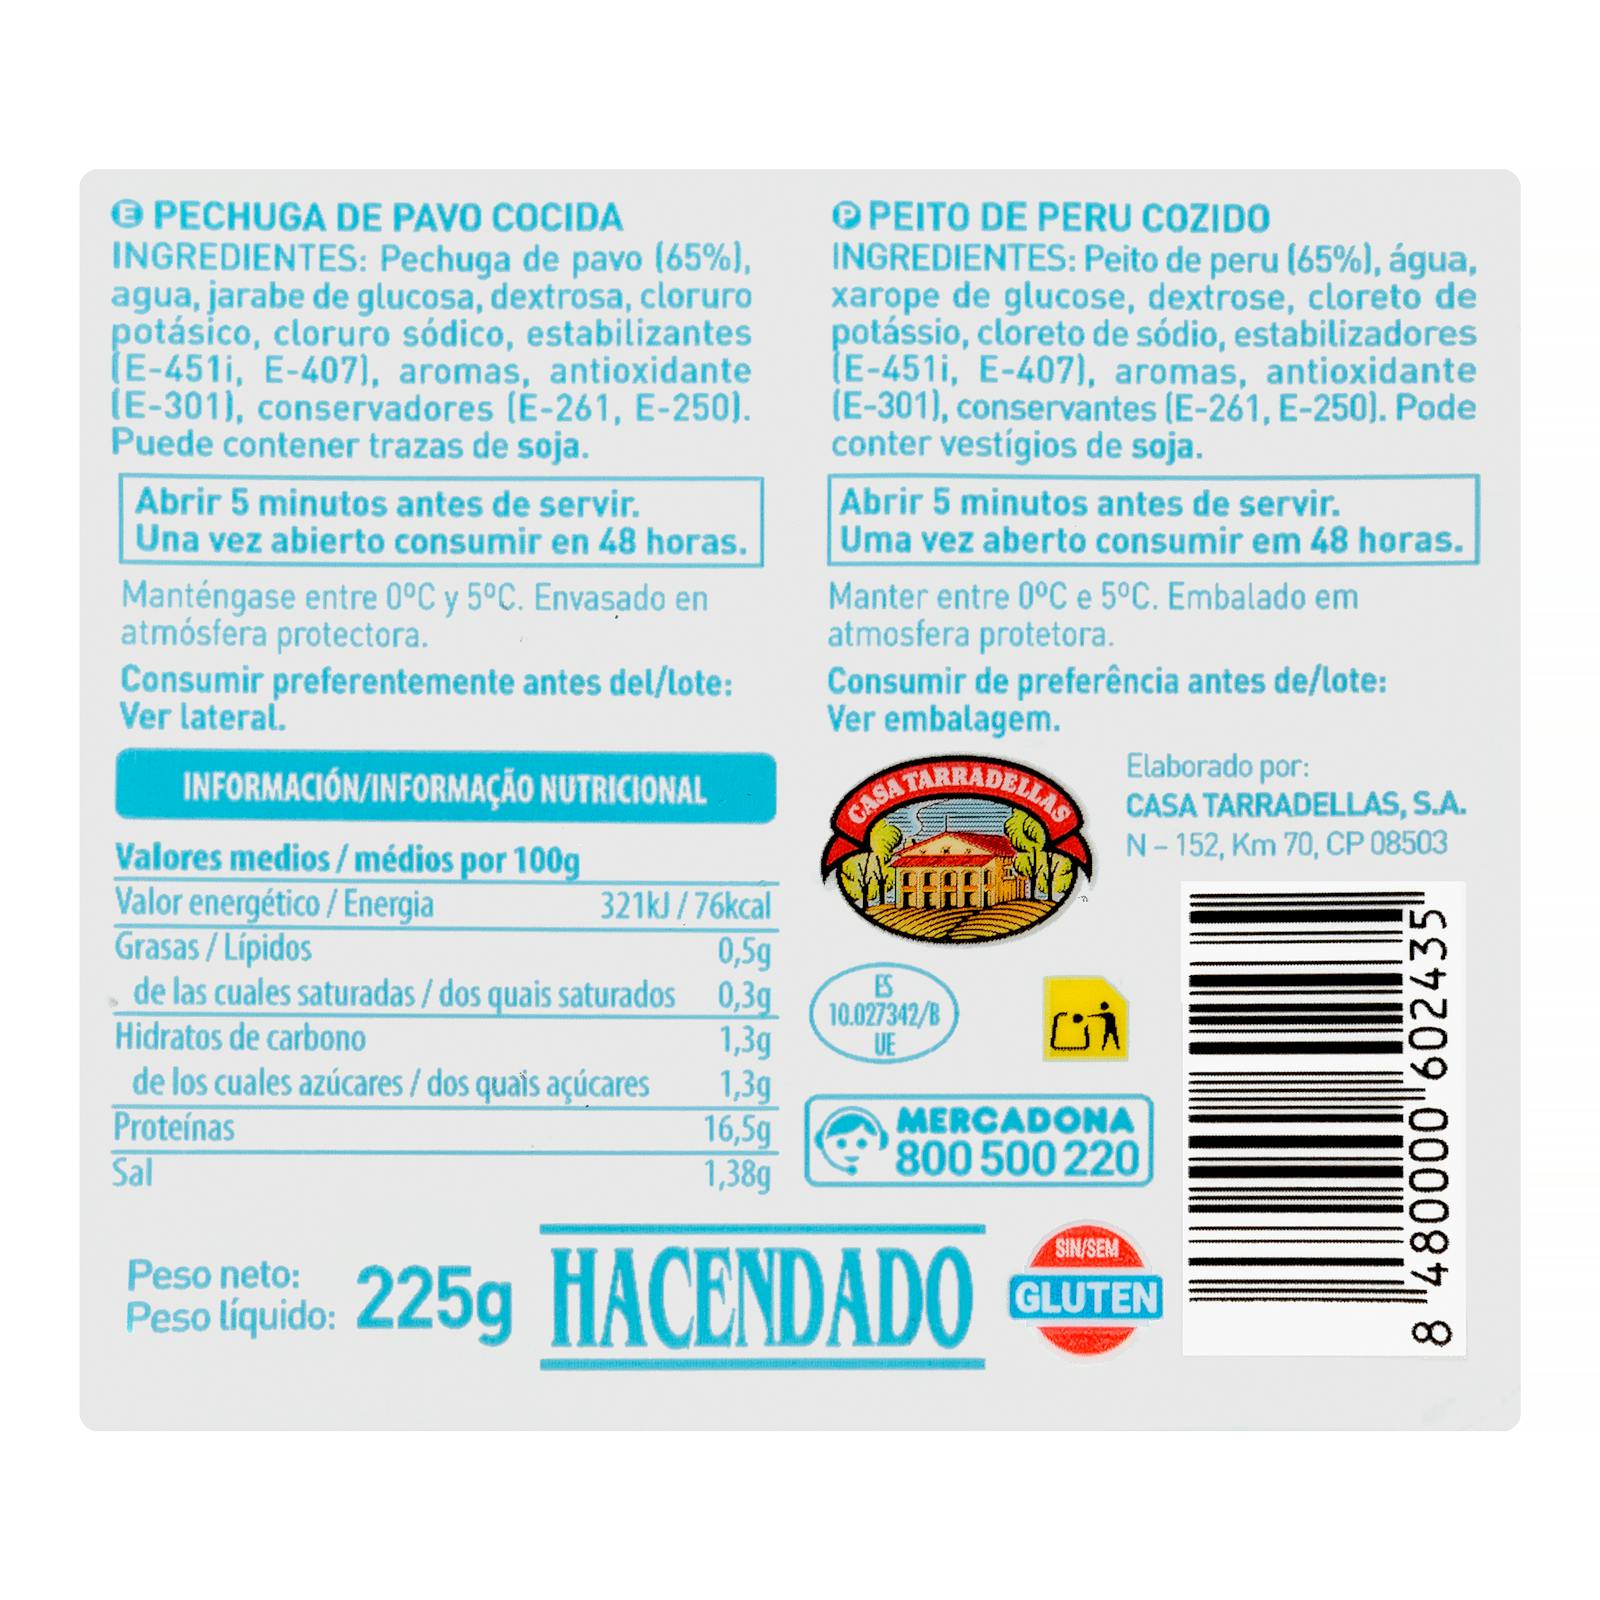 E PECHUGA DE PAVO COCIDA
INGREDIENTES: Pechuga de pavo (65%),
agua, jarabe de glucosa, dextrosa, cloruro
potásico, cloruro sódico, estabilizantes
(E-451i, E-407), aromas, antioxidante
(E-301), conservadores (E-261, E-250).
Puede contener trazas de soja.
Abrir 5 minutos antes de servir.
Una vez abierto consumir en 48 horas.
Manténgase entre 0ºC y 5ºC. Envasado en
atmósfera protectora.
Consumir preferentemente antes del/lote:
Ver lateral.
P PEITO DE PERU COZIDO
INGREDIENTES: Peito de peru (65%), água,
xarope de glucose, dextrose, cloreto de
potássio, cloreto de sódio, estabilizadores
(E-451i, E-407), aromas, antioxidante
(E-301), conservantes (E-261, E-250). Pode
conter vestígios de soja.
Abrir 5 minutos antes de servir.
Uma vez aberto consumir em 48 horas.
Manter entre 0ºC e 5ºC. Embalado em
atmosfera protetora.
Consumir de preferência antes de/lote:
Ver embalagem.
INFORMACIÓN/INFORMAÇÃO NUTRICIONAL
Valores medios / médios por 100g
Valor energético / Energia 321kJ / 76kcal
Grasas / Lípidos 0,5g
de las cuales saturadas / dos quais saturados 0,3g
Hidratos de carbono 1,3g
de los cuales azúcares / dos quais açúcares 1,3g
Proteínas 16,5g
Sal 1,38g
CASA TARRADELLAS
Elaborado por:
CASA TARRADELLAS, S.A.
N – 152, Km 70, CP 08503
ES
10.027342/B
UE
MERCADONA
800 500 220
Peso neto:
Peso líquido:
225g
HACENDADO
SIN/SEM
GLUTEN
8 480000 602435